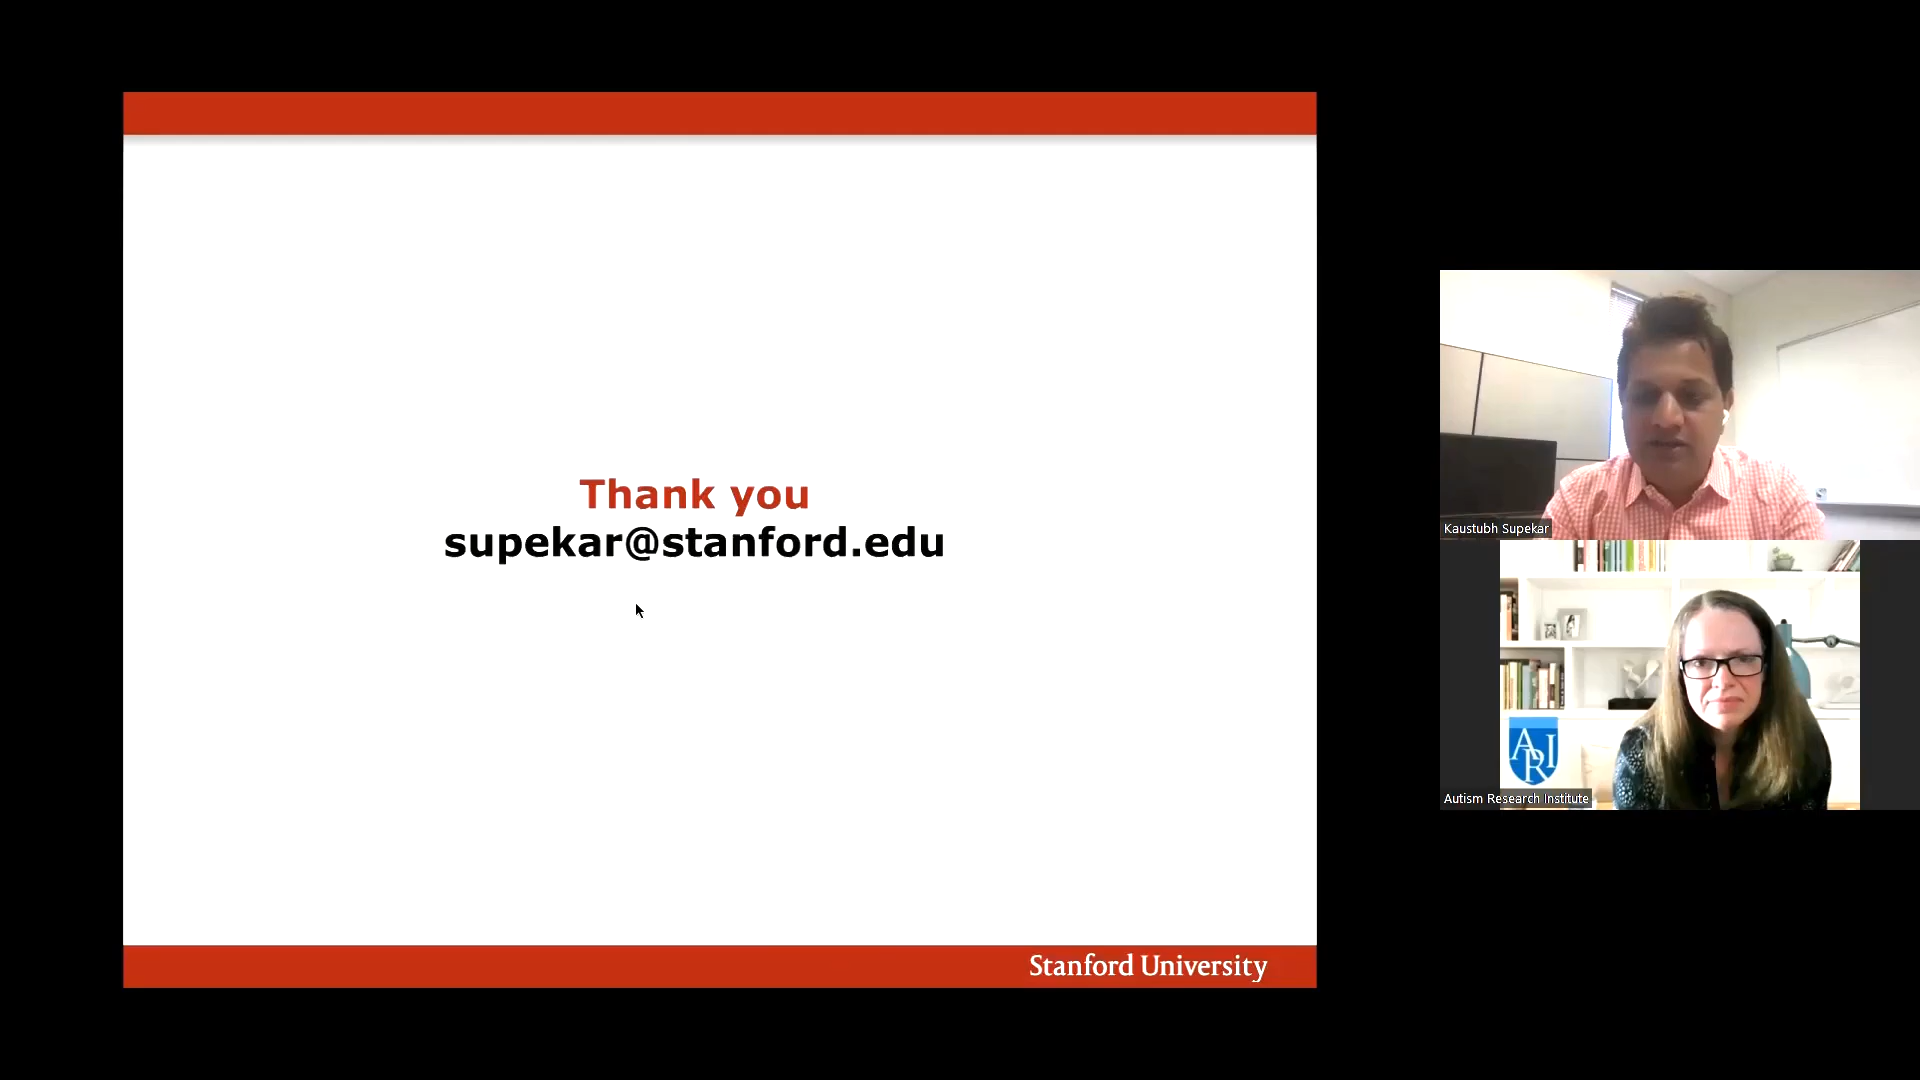 Thank you
supekar@stanford.edu
Stanford University
Kaustubh Supekar
ARI
Autism Research Institute